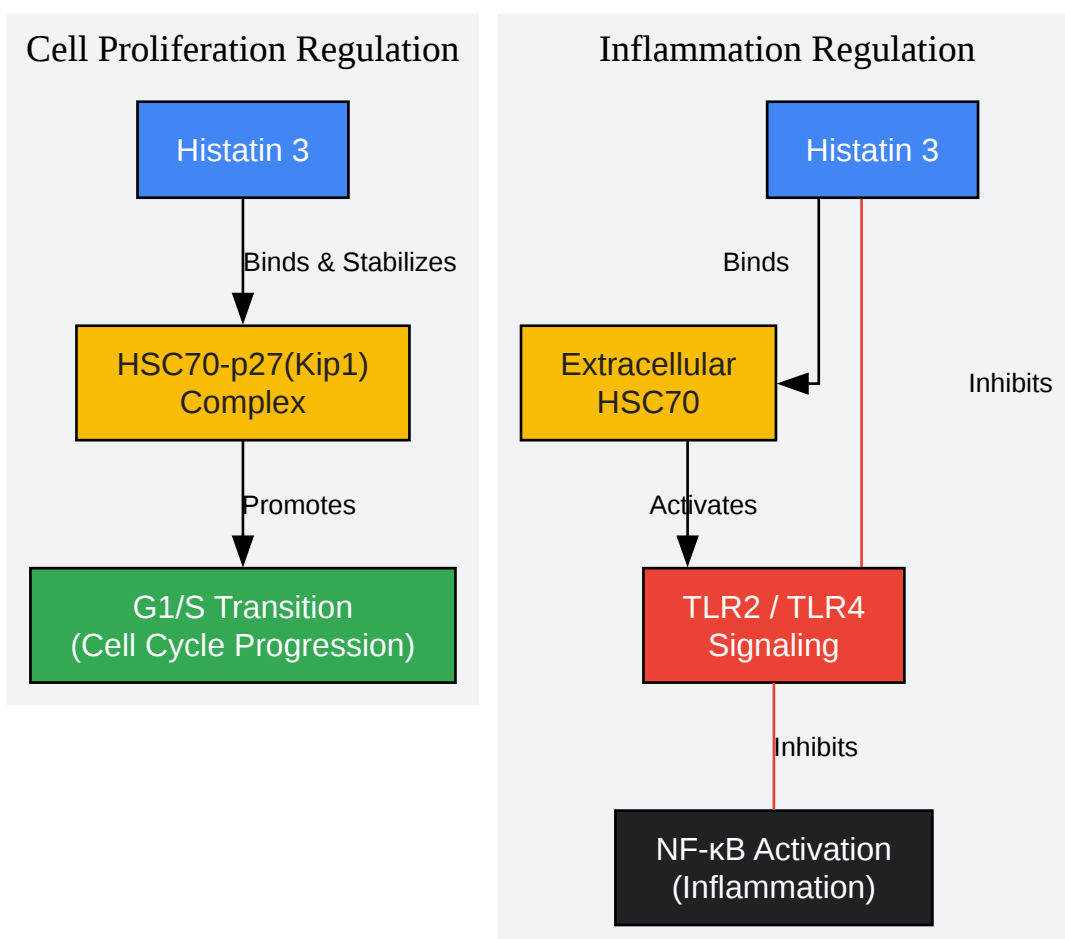 Cell Proliferation Regulation
Histatin 3
Binds & Stabilizes
HSC70-p27(Kip1)
Complex
Promotes
G1/S Transition
(Cell Cycle Progression)
Inflammation Regulation
Histatin 3
Binds
Extracellular
HSC70
Inhibits
Activates
TLR2 / TLR4
Signaling
Inhibits
NF-κB Activation
(Inflammation)